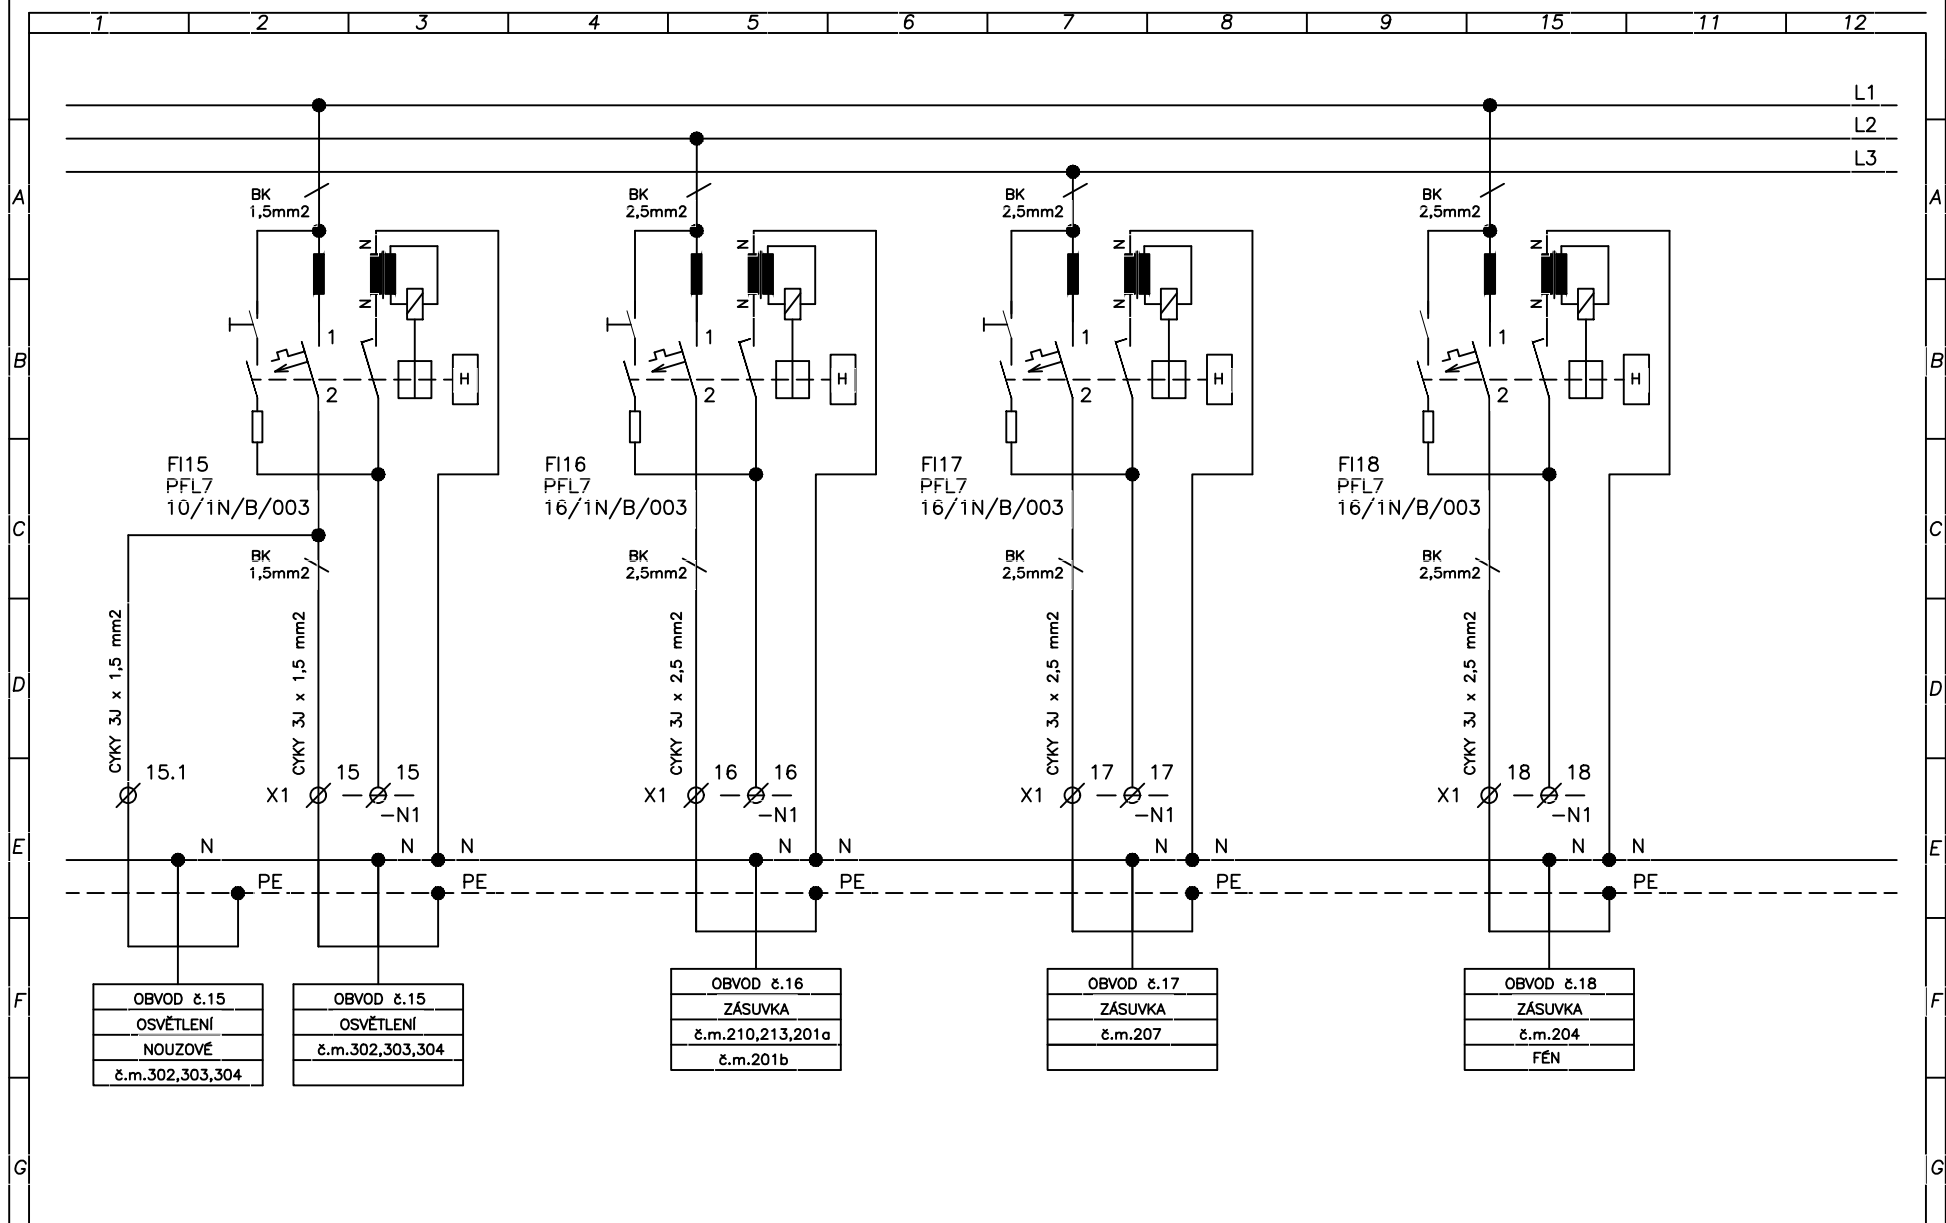 1 2 3 4 5 6 7 8 9 15 11 12
L1
L2
L3
A
BK
1,5mm2
BK
2,5mm2
BK
2,5mm2
BK
2,5mm2
A
N
N
N
N
N
N
N
N
B
1
2
H
1
2
H
1
2
H
1
2
H
B
FI15
PFL7
10/1N/B/003
FI16
PFL7
16/1N/B/003
FI17
PFL7
16/1N/B/003
FI18
PFL7
16/1N/B/003
C
BK
1,5mm2
BK
2,5mm2
BK
2,5mm2
BK
2,5mm2
C
D
CYKY 3J x 1,5 mm2
CYKY 3J x 1,5 mm2
CYKY 3J x 2,5 mm2
CYKY 3J x 2,5 mm2
CYKY 3J x 2,5 mm2
D
15.1
X1
15
15
-N1
X1
16
16
-N1
X1
17
17
-N1
X1
18
18
-N1
E
N
N
N
N
N
N
N
N
N
E
PE
PE
PE
PE
PE
F
OBVOD č.15
OSVĚTLENÍ
NOUZOVÉ
č.m.302,303,304
OBVOD č.15
OSVĚTLENÍ
č.m.302,303,304
OBVOD č.16
ZÁSUVKA
č.m.210,213,201a
č.m.201b
OBVOD č.17
ZÁSUVKA
č.m.207
OBVOD č.18
ZÁSUVKA
č.m.204
FÉN
F
G
G